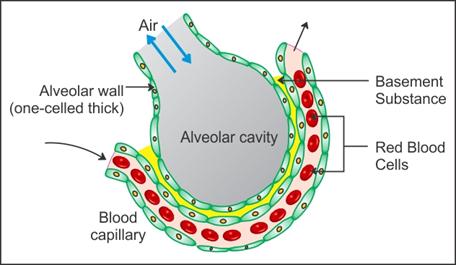 Air
Alveolar wall
(one-celled thick)
Alveolar cavity
Basement
Substance
Red Blood
Cells
Blood
capillary